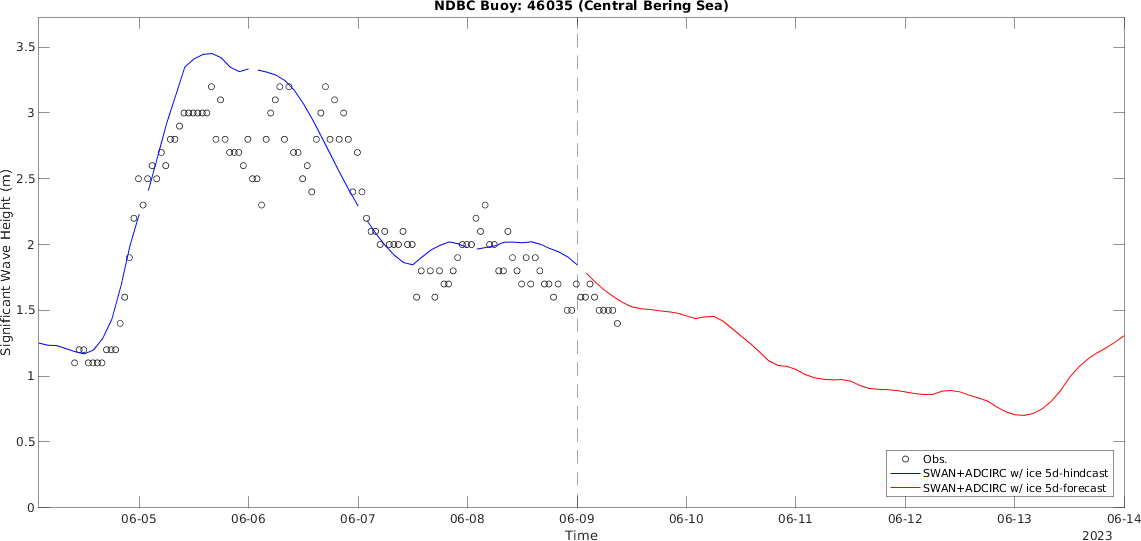 NDBC Buoy: 46035 (Central Bering Sea)
3.5
3
2.5
2
1.5
1
0.5
0
Significant Wave Height (m)
Obs.
SWAN+ADCIRC w/ ice 5d-hindcast
SWAN+ADCIRC w/ ice 5d-forecast
06-05 06-06 06-07 06-08 06-09 06-10 06-11 06-12 06-13 06-14
Time
2023